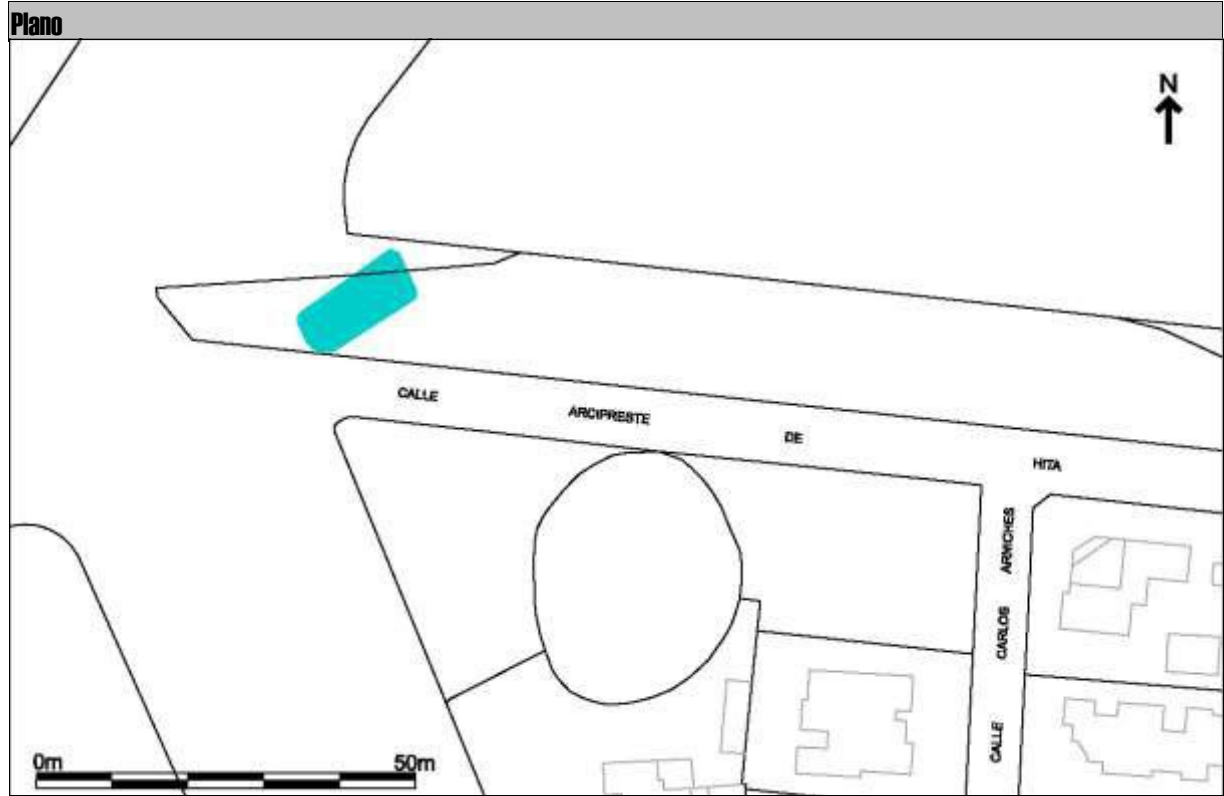 Plano
N
CALLE ARCIPRESTE DE HITA
CALLE CARLOS ARNICHES
0m 50m